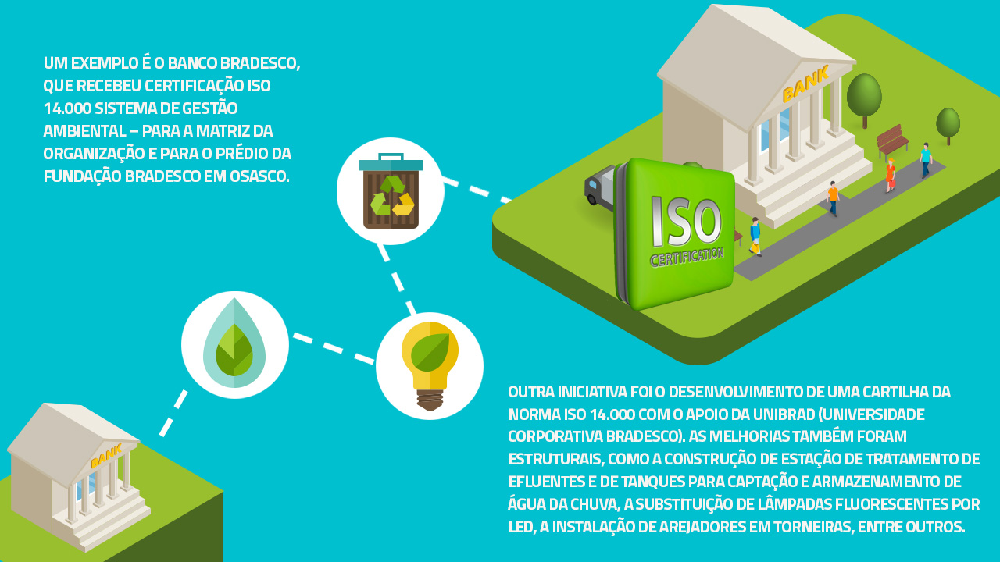 UM EXEMPLO É O BANCO BRADESCO,
QUE RECEBEU CERTIFICAÇÃO ISO
14.000 SISTEMA DE GESTÃO
AMBIENTAL – PARA A MATRIZ DA
ORGANIZAÇÃO E PARA O PRÉDIO DA
FUNDAÇÃO BRADESCO EM OSASCO.
BANK
ISO
CERTIFICATION
BANK
OUTRA INICIATIVA FOI O DESENVOLVIMENTO DE UMA CARTILHA DA
NORMA ISO 14.000 COM O APOIO DA UNIBRAD (UNIVERSIDADE
CORPORATIVA BRADESCO). AS MELHORIAS TAMBÉM FORAM
ESTRUTURAIS, COMO A CONSTRUÇÃO DE ESTAÇÃO DE TRATAMENTO DE
EFLUENTES E DE TANQUES PARA CAPTAÇÃO E ARMAZENAMENTO DE
ÁGUA DA CHUVA, A SUBSTITUIÇÃO DE LÂMPADAS FLUORESCENTES POR
LED, A INSTALAÇÃO DE AREJADORES EM TORNEIRAS, ENTRE OUTROS.